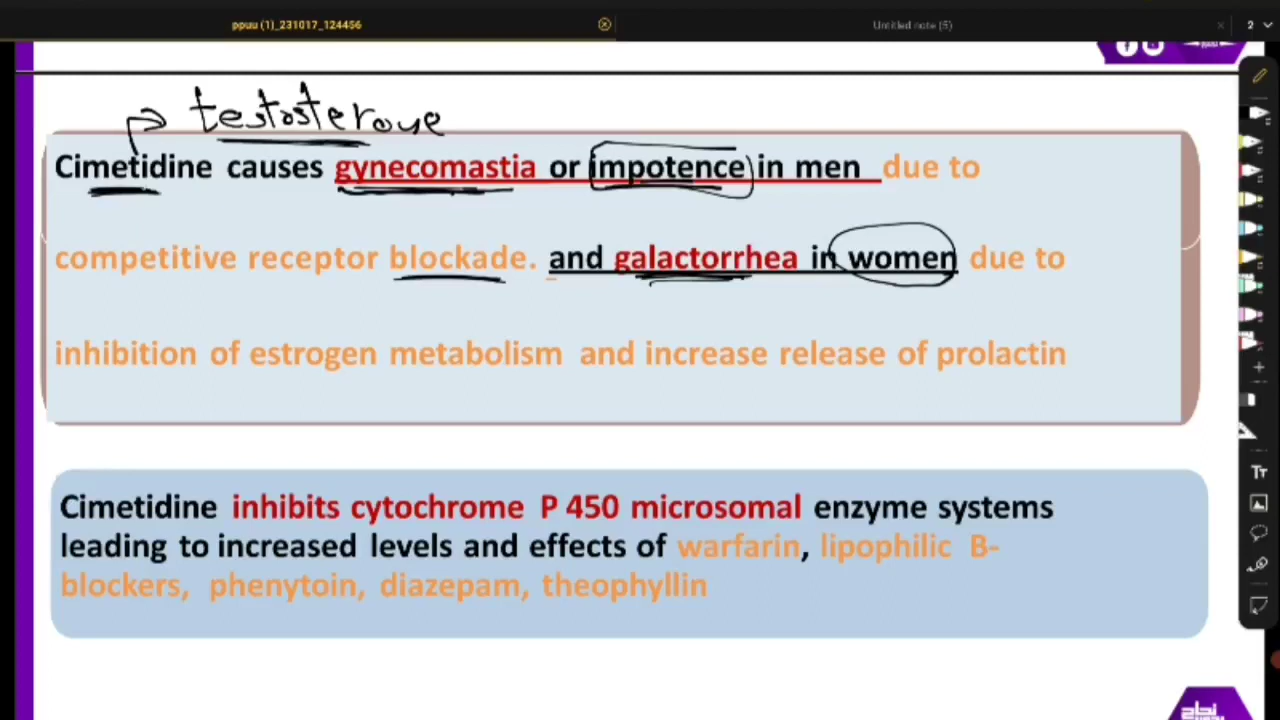 ppuu (1)_231017_124456
Untitled note (5)
2
testosterone
Cimetidine causes gynecomastia or impotence in men due to
competitive receptor blockade. and galactorrhea in women due to
inhibition of estrogen metabolism and increase release of prolactin
Cimetidine inhibits cytochrome P 450 microsomal enzyme systems
leading to increased levels and effects of warfarin, lipophilic B-
blockers, phenytoin, diazepam, theophyllin
Tт